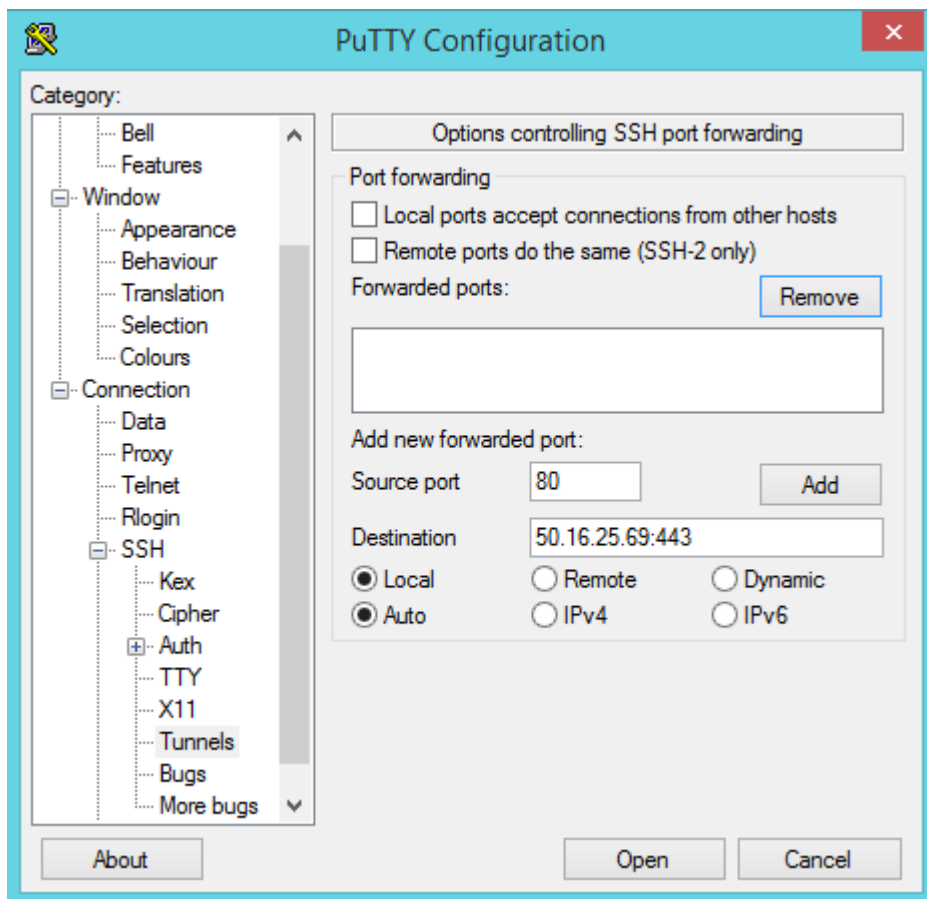 PuTTY Configuration
Category:
Bell
Features
Window
Appearance
Behaviour
Translation
Selection
Colours
Connection
Data
Proxy
Telnet
Rlogin
SSH
Kex
Cipher
Auth
TTY
X11
Tunnels
Bugs
More bugs
Options controlling SSH port forwarding
Port forwarding
Local ports accept connections from other hosts
Remote ports do the same (SSH-2 only)
Forwarded ports: Remove
Add new forwarded port:
Source port 80 Add
Destination 50.16.25.69:443
Local Remote Dynamic
Auto IPv4 IPv6
About Open Cancel